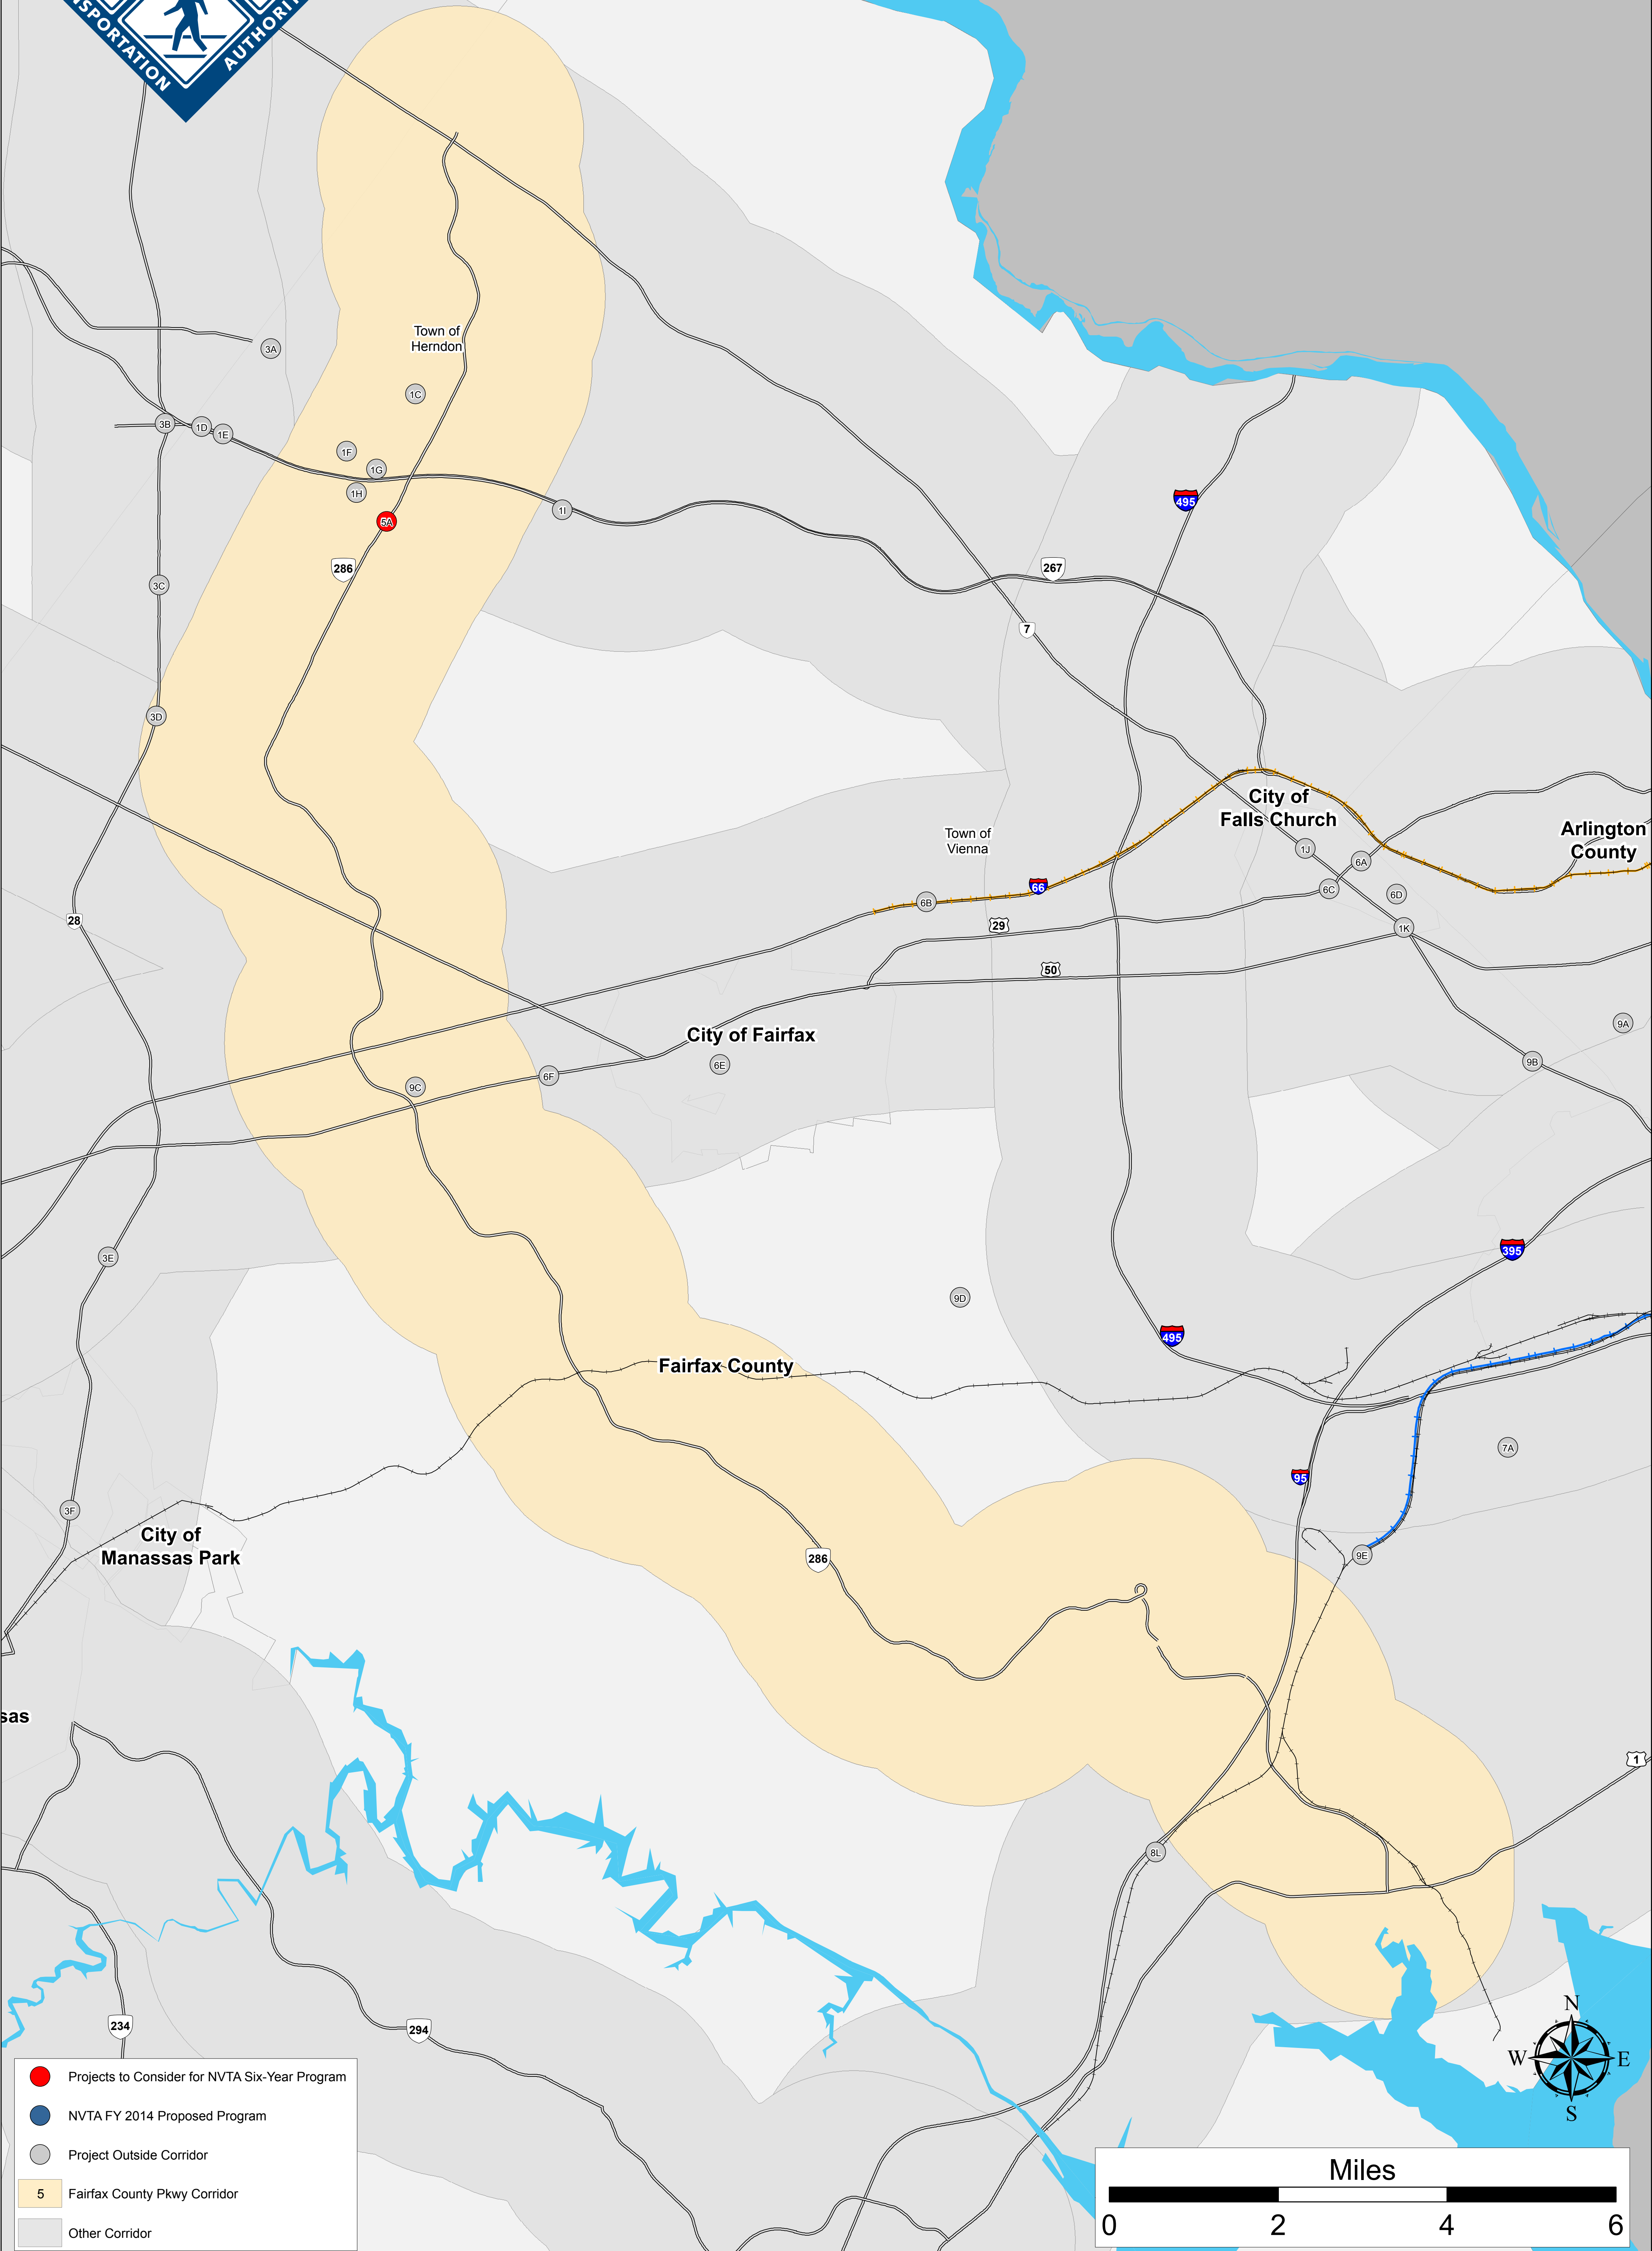 NSPORTATION
AUTHORI
Town of
Herndon
3A
1C
3B
1D
1E
1F
1G
1H
5A
1I
495
286
267
3C
7
3D
City of
Falls Church
Arlington
County
Town of
Vienna
1J
6A
66
6C
6D
6B
28
29
1K
50
9A
City of Fairfax
6E
6F
9B
9C
3E
395
9D
495
Fairfax County
7A
95
3F
City of
Manassas Park
286
9E
sas
1
8L
234
294
N
W
E
S
Projects to Consider for NVTA Six-Year Program
NVTA FY 2014 Proposed Program
Project Outside Corridor
5
Fairfax County Pkwy Corridor
Other Corridor
Miles
0
2
4
6